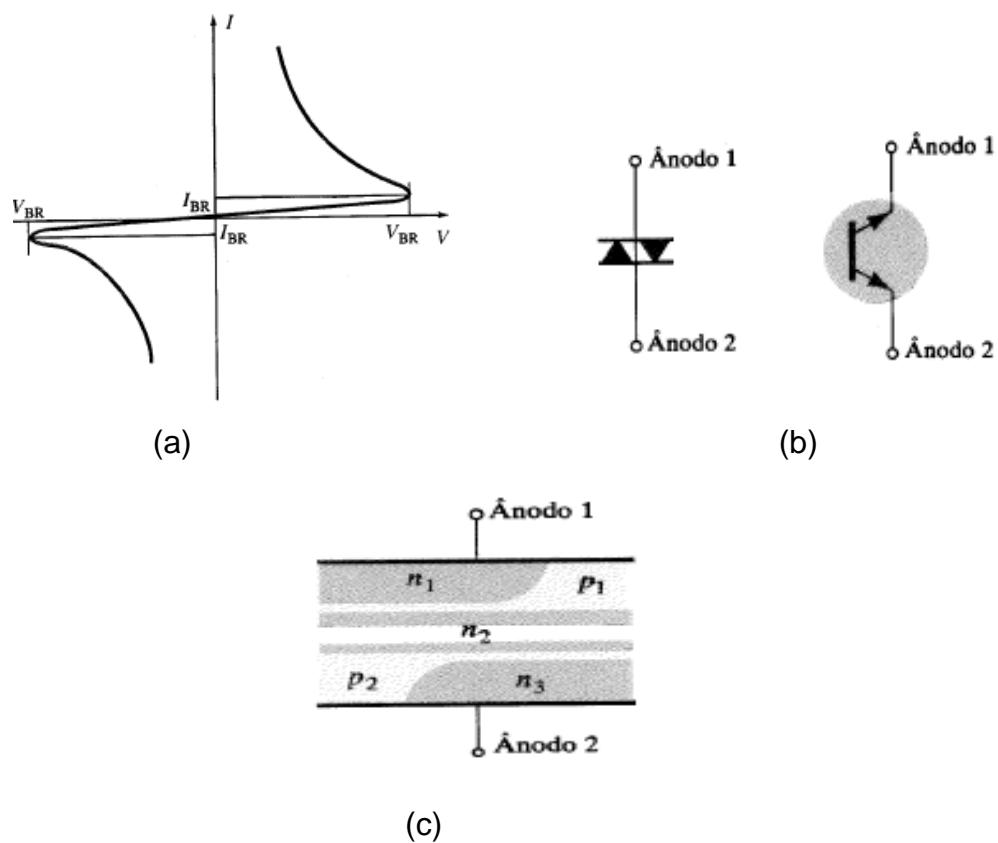 I
V_BR
I_BR
I_BR
V_BR
V
(a)
Ânodo 1
Ânodo 2
Ânodo 1
Ânodo 2
(b)
Ânodo 1
n₁
p₁
n₂
p₂
n₃
Ânodo 2
(c)